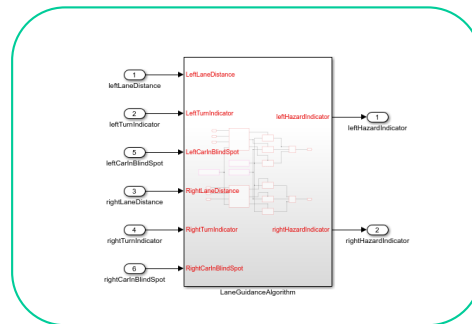 1
leftLaneDistance
LeftLaneDistance
2
leftTurnIndicator
LeftTurnIndicator
5
leftCarInBlindSpot
LeftCarInBlindSpot
3
rightLaneDistance
RightLaneDistance
4
rightTurnIndicator
RightTurnIndicator
6
rightCarInBlindSpot
RightCarInBlindSpot
leftHazardIndicator
1
leftHazardIndicator
rightHazardIndicator
2
rightHazardIndicator
LaneGuidanceAlgorithm